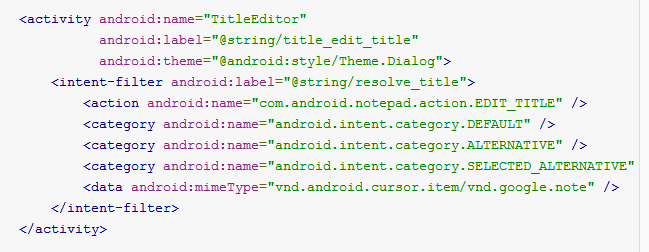 <activity android:name="TitleEditor"
android:label="@string/title_edit_title"
android:theme="@android:style/Theme.Dialog">
<intent-filter android:label="@string/resolve_title">
<action android:name="com.android.notepad.action.EDIT_TITLE" />
<category android:name="android.intent.category.DEFAULT" />
<category android:name="android.intent.category.ALTERNATIVE" />
<category android:name="android.intent.category.SELECTED_ALTERNATIVE"
<data android:mimeType="vnd.android.cursor.item/vnd.google.note" />
</intent-filter>
</activity>